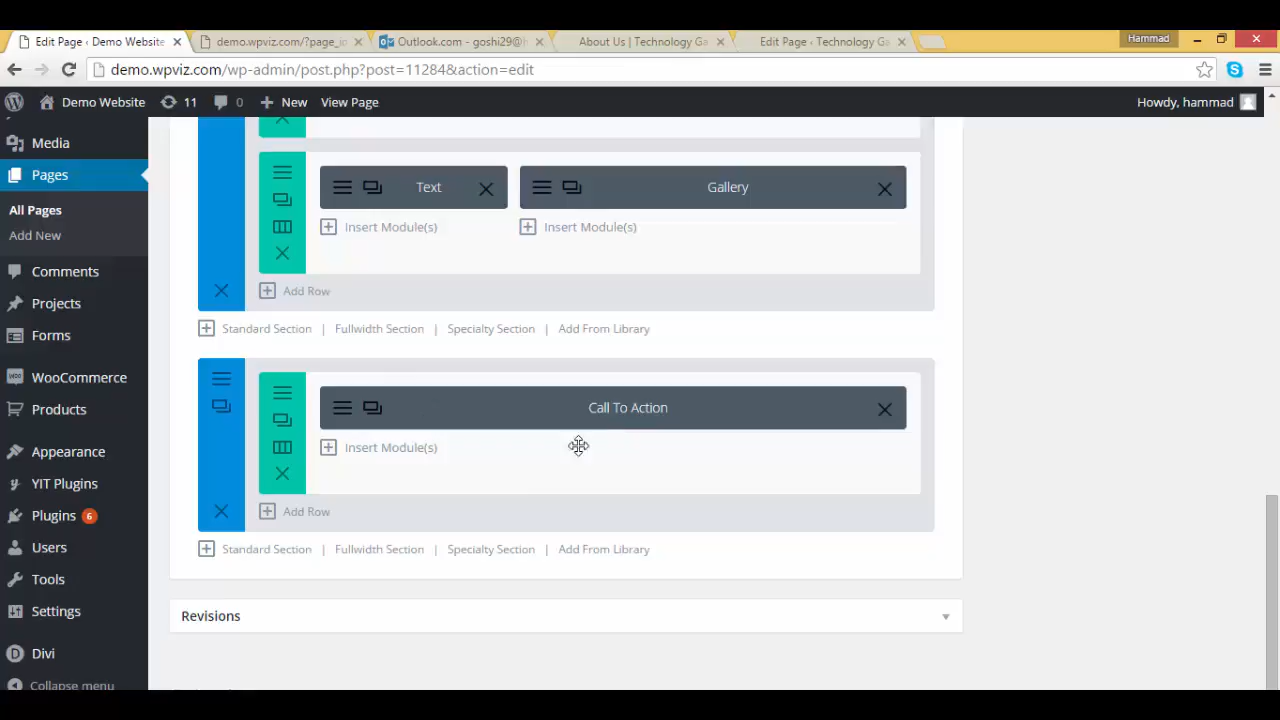 Edit Page ‹ Demo Website
demo.wpviz.com/?page_i
Outlook.com - goshi29@
About Us | Technology Ga
Edit Page ‹ Technology Ga
Hammad
demo.wpviz.com/wp-admin/post.php?post=11284&action=edit
Demo Website
11
0
New
View Page
Howdy, hammad
Media
Pages
All Pages
Add New
Comments
Projects
Forms
WooCommerce
Products
Appearance
YIT Plugins
Plugins 6
Users
Tools
Settings
Divi
Collapse menu
Text
Gallery
Insert Module(s)
Insert Module(s)
Add Row
Standard Section | Fullwidth Section | Specialty Section | Add From Library
Call To Action
Insert Module(s)
Add Row
Standard Section | Fullwidth Section | Specialty Section | Add From Library
Revisions